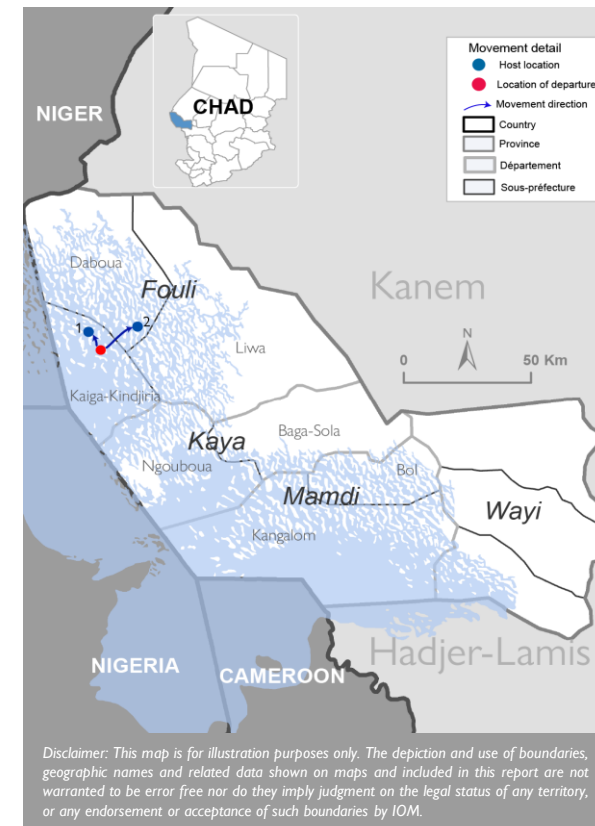 CHAD
NIGER
Movement detail
Host location
Location of departure
Movement direction
Country
Province
Département
Sous-préfecture
Daboua
Fouli
Kanem
1
2
Liwa
N
0
50 Km
Kaiga-Kindjiria
Baga-Sola
Kaya
Ngouboua
Bol
Mamdi
Wayi
Kangalom
Hadjer-Lamis
NIGERIA
CAMEROON
Disclaimer: This map is for illustration purposes only. The depiction and use of boundaries,
geographic names and related data shown on maps and included in this report are not
warranted to be error free nor do they imply judgment on the legal status of any territory,
or any endorsement or acceptance of such boundaries by IOM.